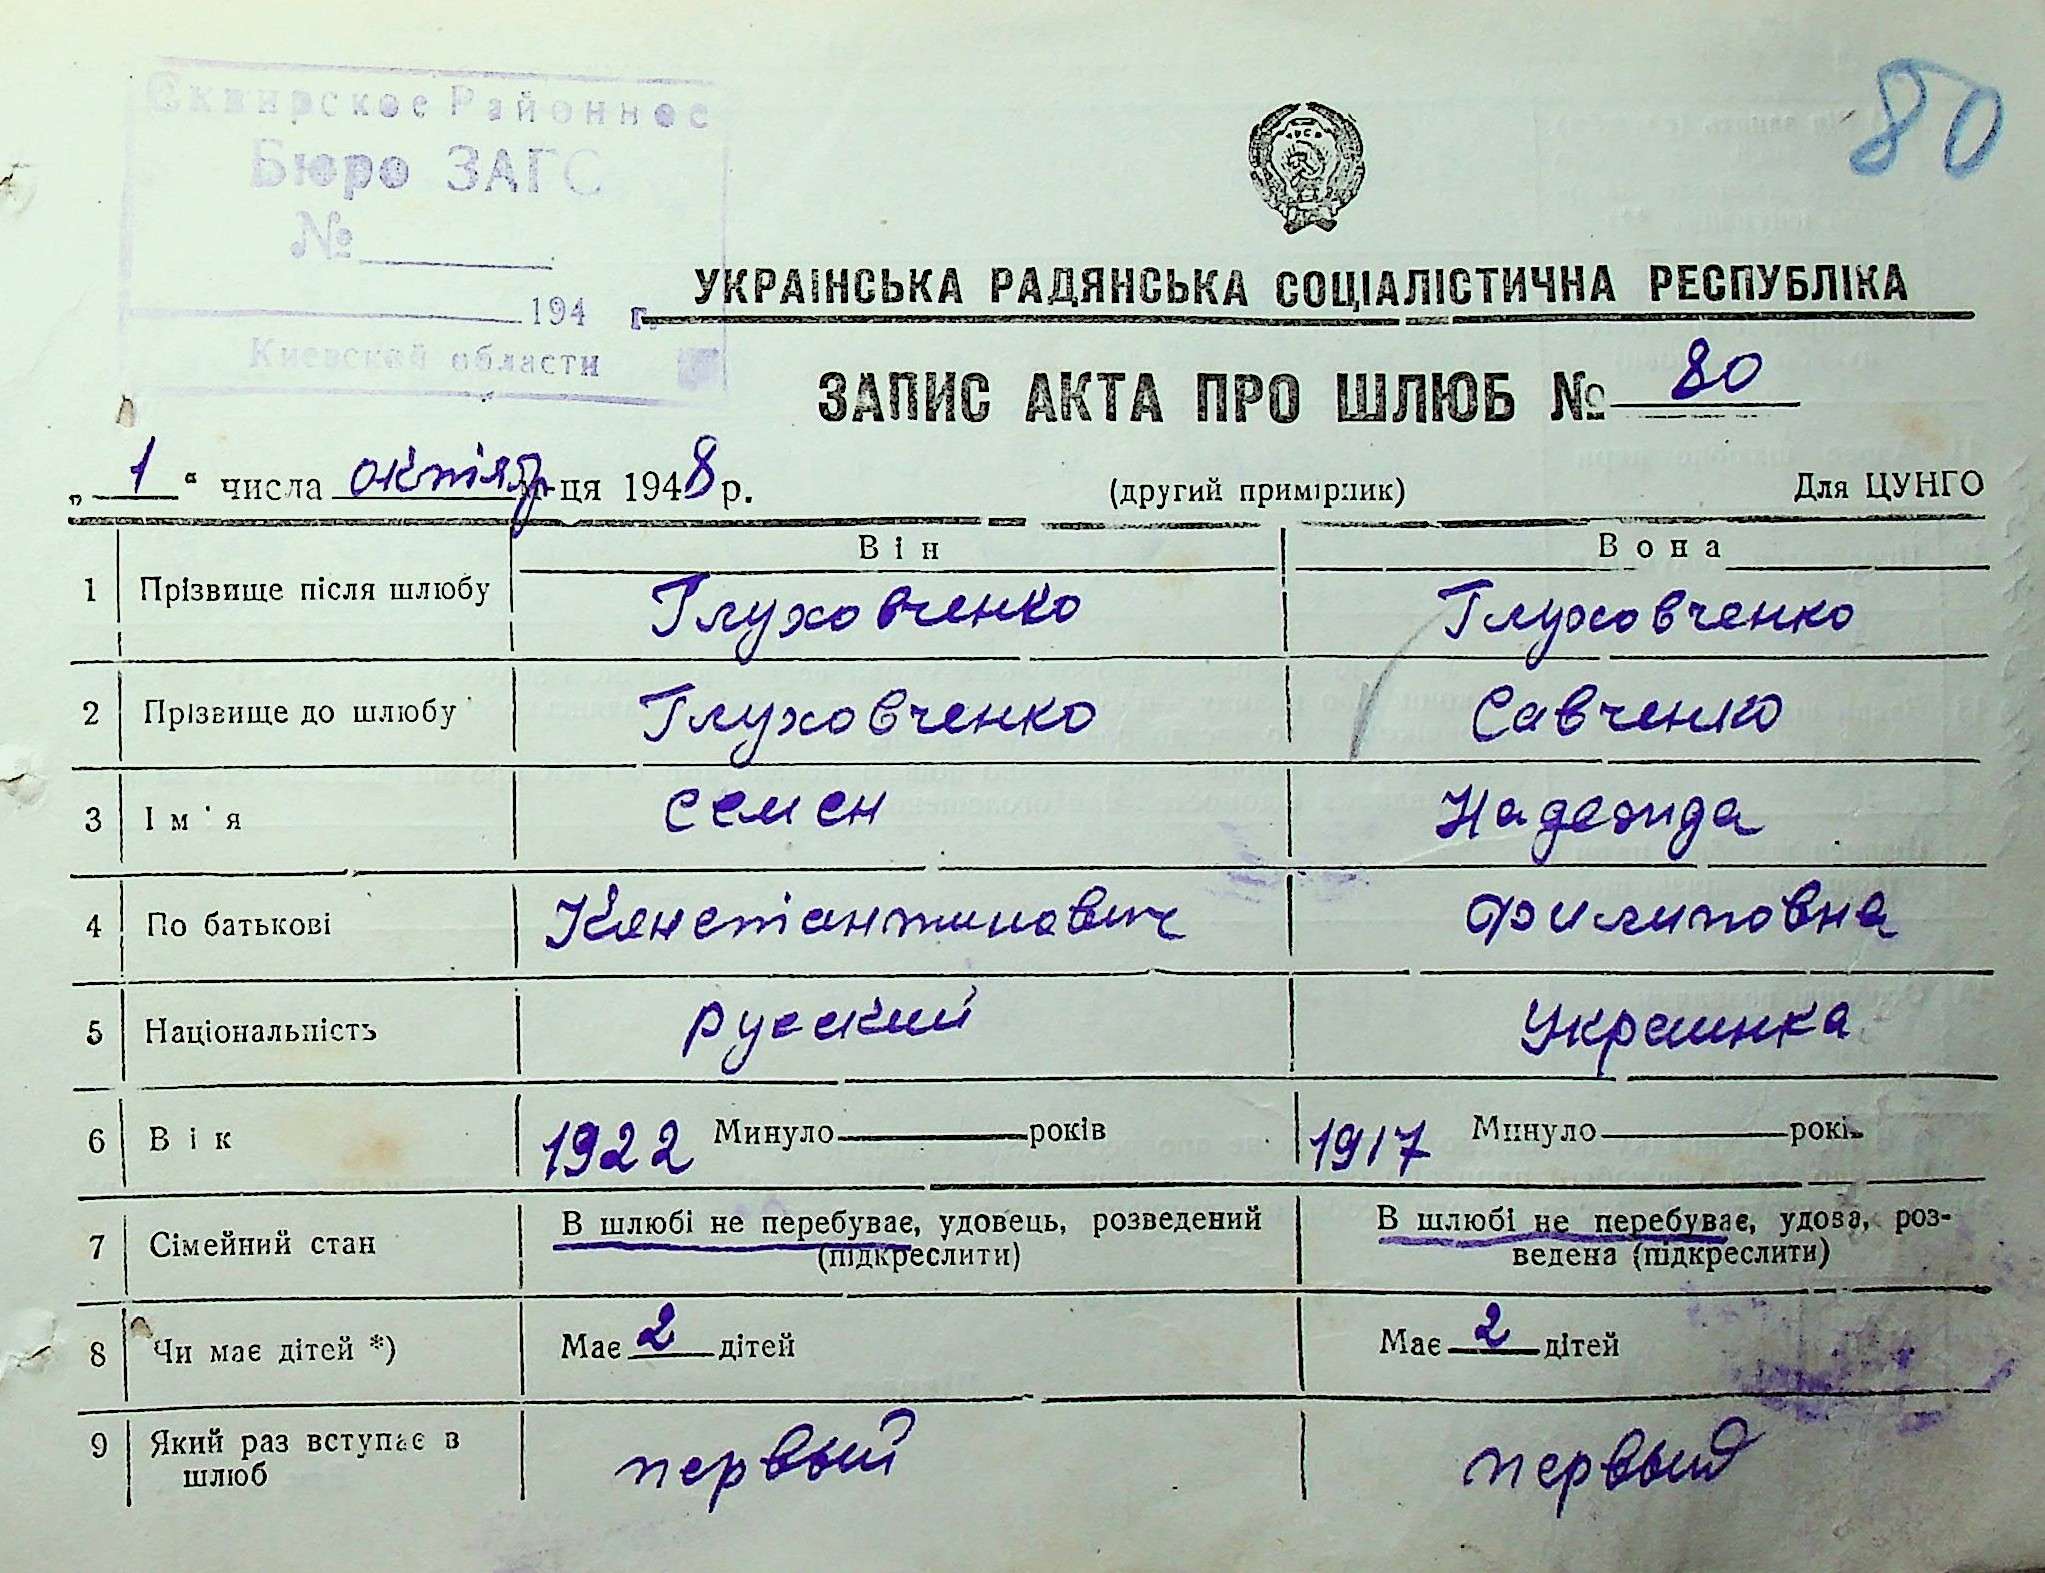 80
Сквирское Районное
Бюро ЗАГС
№
194 г.
Киевской области
УКРАЇНСЬКА РАДЯНСЬКА СОЦІАЛІСТИЧНА РЕСПУБЛІКА
ЗАПИС АКТА ПРО ШЛЮБ № 80
„ 1 “ числа октября ця 1948 р. (другий примірник) Для ЦУНГО
Він Вона
1 Прізвище після шлюбу Глуховченко Глуховченко
2 Прізвище до шлюбу Глуховченко Савченко
3 Ім'я Семен Надежда
4 По батькові Константинович Филиповна
5 Національність русский Украинка
6 Вік 1922 Минуло років 1917 Минуло років
7 Сімейний стан В шлюбі не перебуває, удовець, розведений (підкреслити) В шлюбі не перебуває, удова, роз-
ведена (підкреслити)
8 Чи має дітей *) Має 2 дітей Має 2 дітей
9 Який раз вступає в
шлюб первый первый